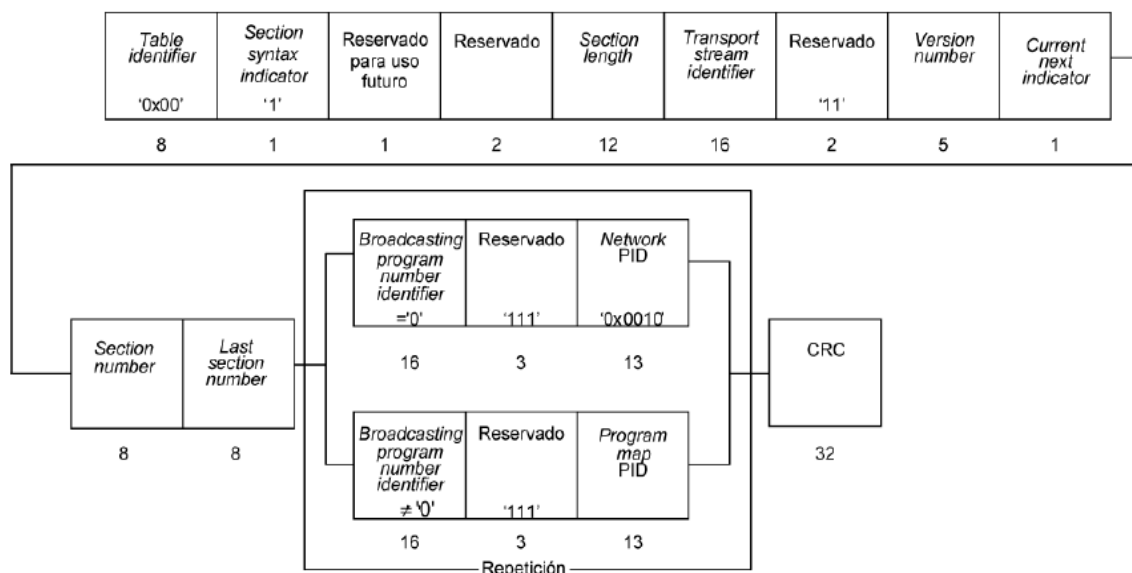 Table
identifier
'0x00'
Section
syntax
indicator
'1'
Reservado
para uso
futuro
Reservado
Section
length
Transport
stream
identifier
Reservado
'11'
Version
number
Current
next
indicator
8
1
1
2
12
16
2
5
1
Section
number
Last
section
number
8
8
Broadcasting
program
number
identifier
='0'
Reservado
'111'
Network
PID
'0x0010'
16
3
13
Broadcasting
program
number
identifier
≠ '0'
Reservado
'111'
Program
map
PID
16
3
13
Repetición
CRC
32